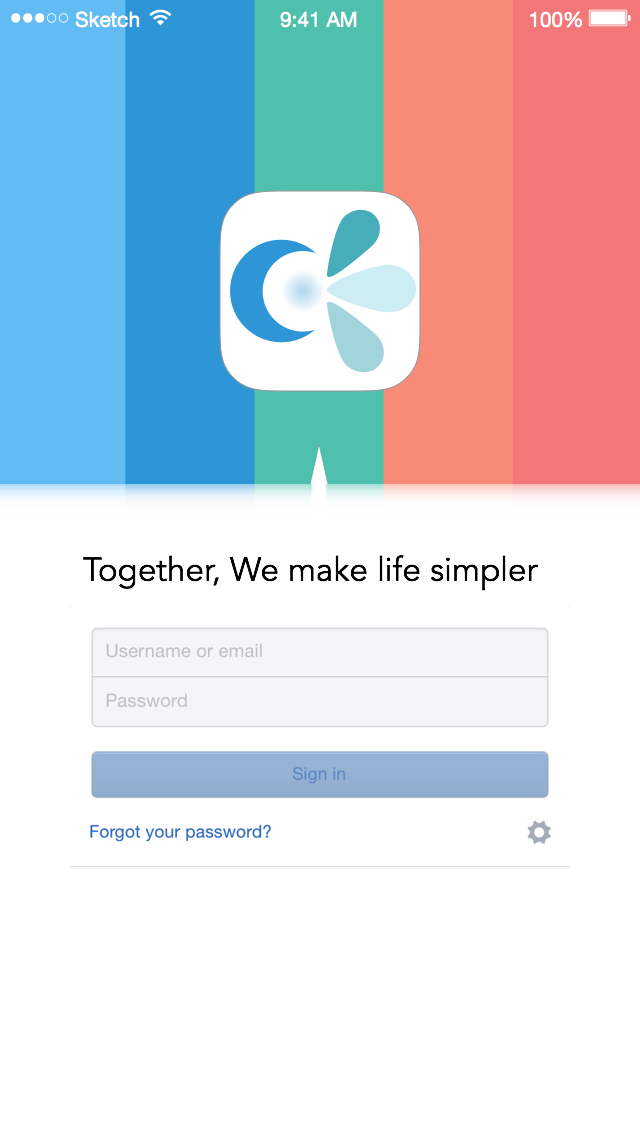 Sketch 9:41 AM 100%
Together, We make life simpler
Username or email
Password
Sign in
Forgot your password?